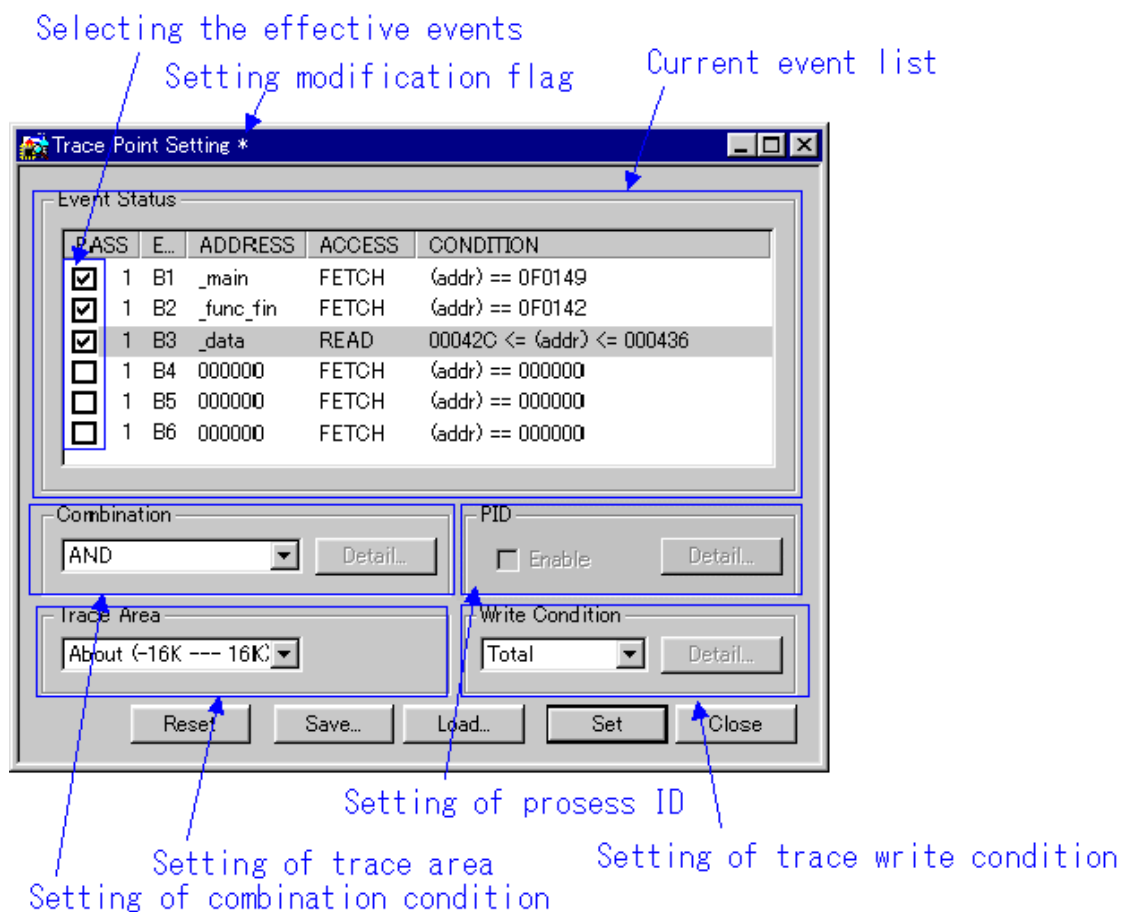 Selecting the effective events
Setting modification flag
Current event list
Trace Point Setting *
Event Status
PASS E... ADDRESS ACCESS CONDITION
1 B1 _main FETCH (addr) == 0F0149
1 B2 _func_fin FETCH (addr) == 0F0142
1 B3 _data READ 00042C <= (addr) <= 000436
1 B4 000000 FETCH (addr) == 000000
1 B5 000000 FETCH (addr) == 000000
1 B6 000000 FETCH (addr) == 000000
Combination
PID
AND Detail...
Enable Detail...
Trace Area
Write Condition
About (-16K --- 16K)
Total Detail...
Reset Save... Load... Set Close
Setting of prosess ID
Setting of trace area
Setting of trace write condition
Setting of combination condition